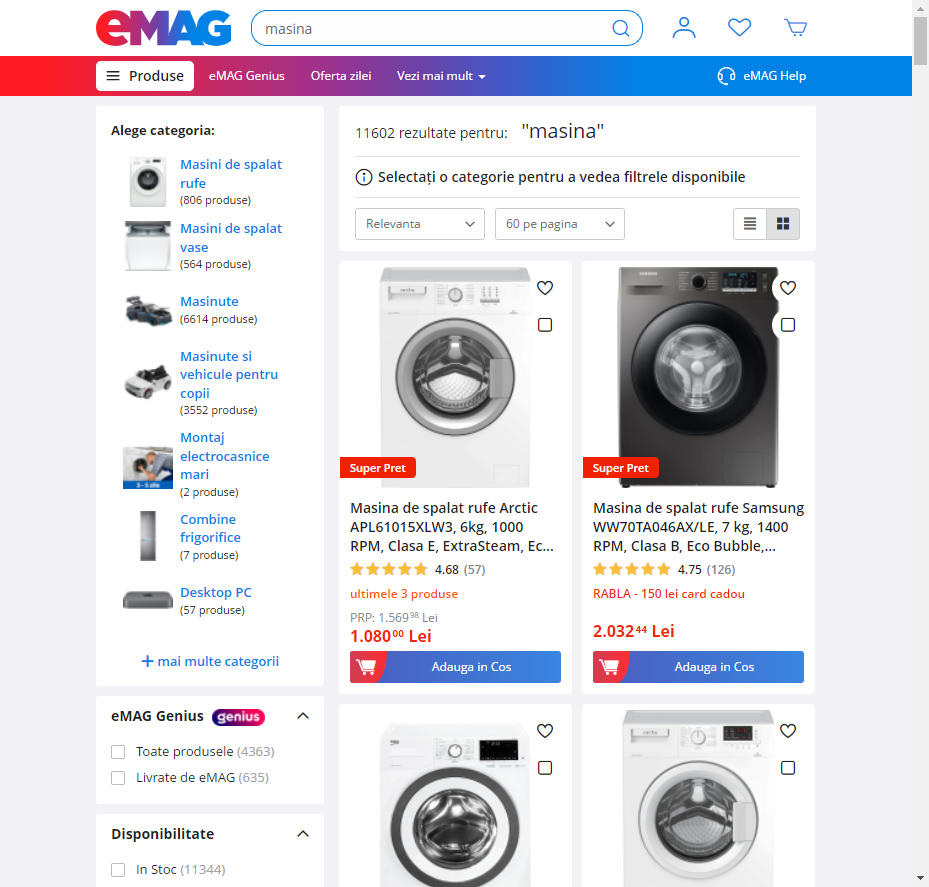 eMAG
masina
Produse
eMAG Genius
Oferta zilei
Vezi mai mult
eMAG Help
Alege categoria:
Masini de spalat
rufe
(806 produse)
Masini de spalat
vase
(564 produse)
Masinute
(6614 produse)
Masinute si
vehicule pentru
copii
(3552 produse)
Montaj
electrocasnice
mari
(2 produse)
Combine
frigorifice
(7 produse)
Desktop PC
(57 produse)
+ mai multe categorii
eMAG Genius genius
Toate produsele (4363)
Livrate de eMAG (635)
Disponibilitate
In Stoc (11344)
11602 rezultate pentru: "masina"
Selectați o categorie pentru a vedea filtrele disponibile
Relevanta
60 pe pagina
Super Pret
Masina de spalat rufe Arctic
APL61015XLW3, 6kg, 1000
RPM, Clasa E, ExtraSteam, Ec...
4.68 (57)
ultimele 3 produse
PRP: 1.569⁹⁸ Lei
1.080⁰⁰ Lei
Adauga in Cos
SAMSUNG
Super Pret
Masina de spalat rufe Samsung
WW70TA046AX/LE, 7 kg, 1400
RPM, Clasa B, Eco Bubble,...
4.75 (126)
RABLA - 150 lei card cadou
2.032⁴⁴ Lei
Adauga in Cos
beko